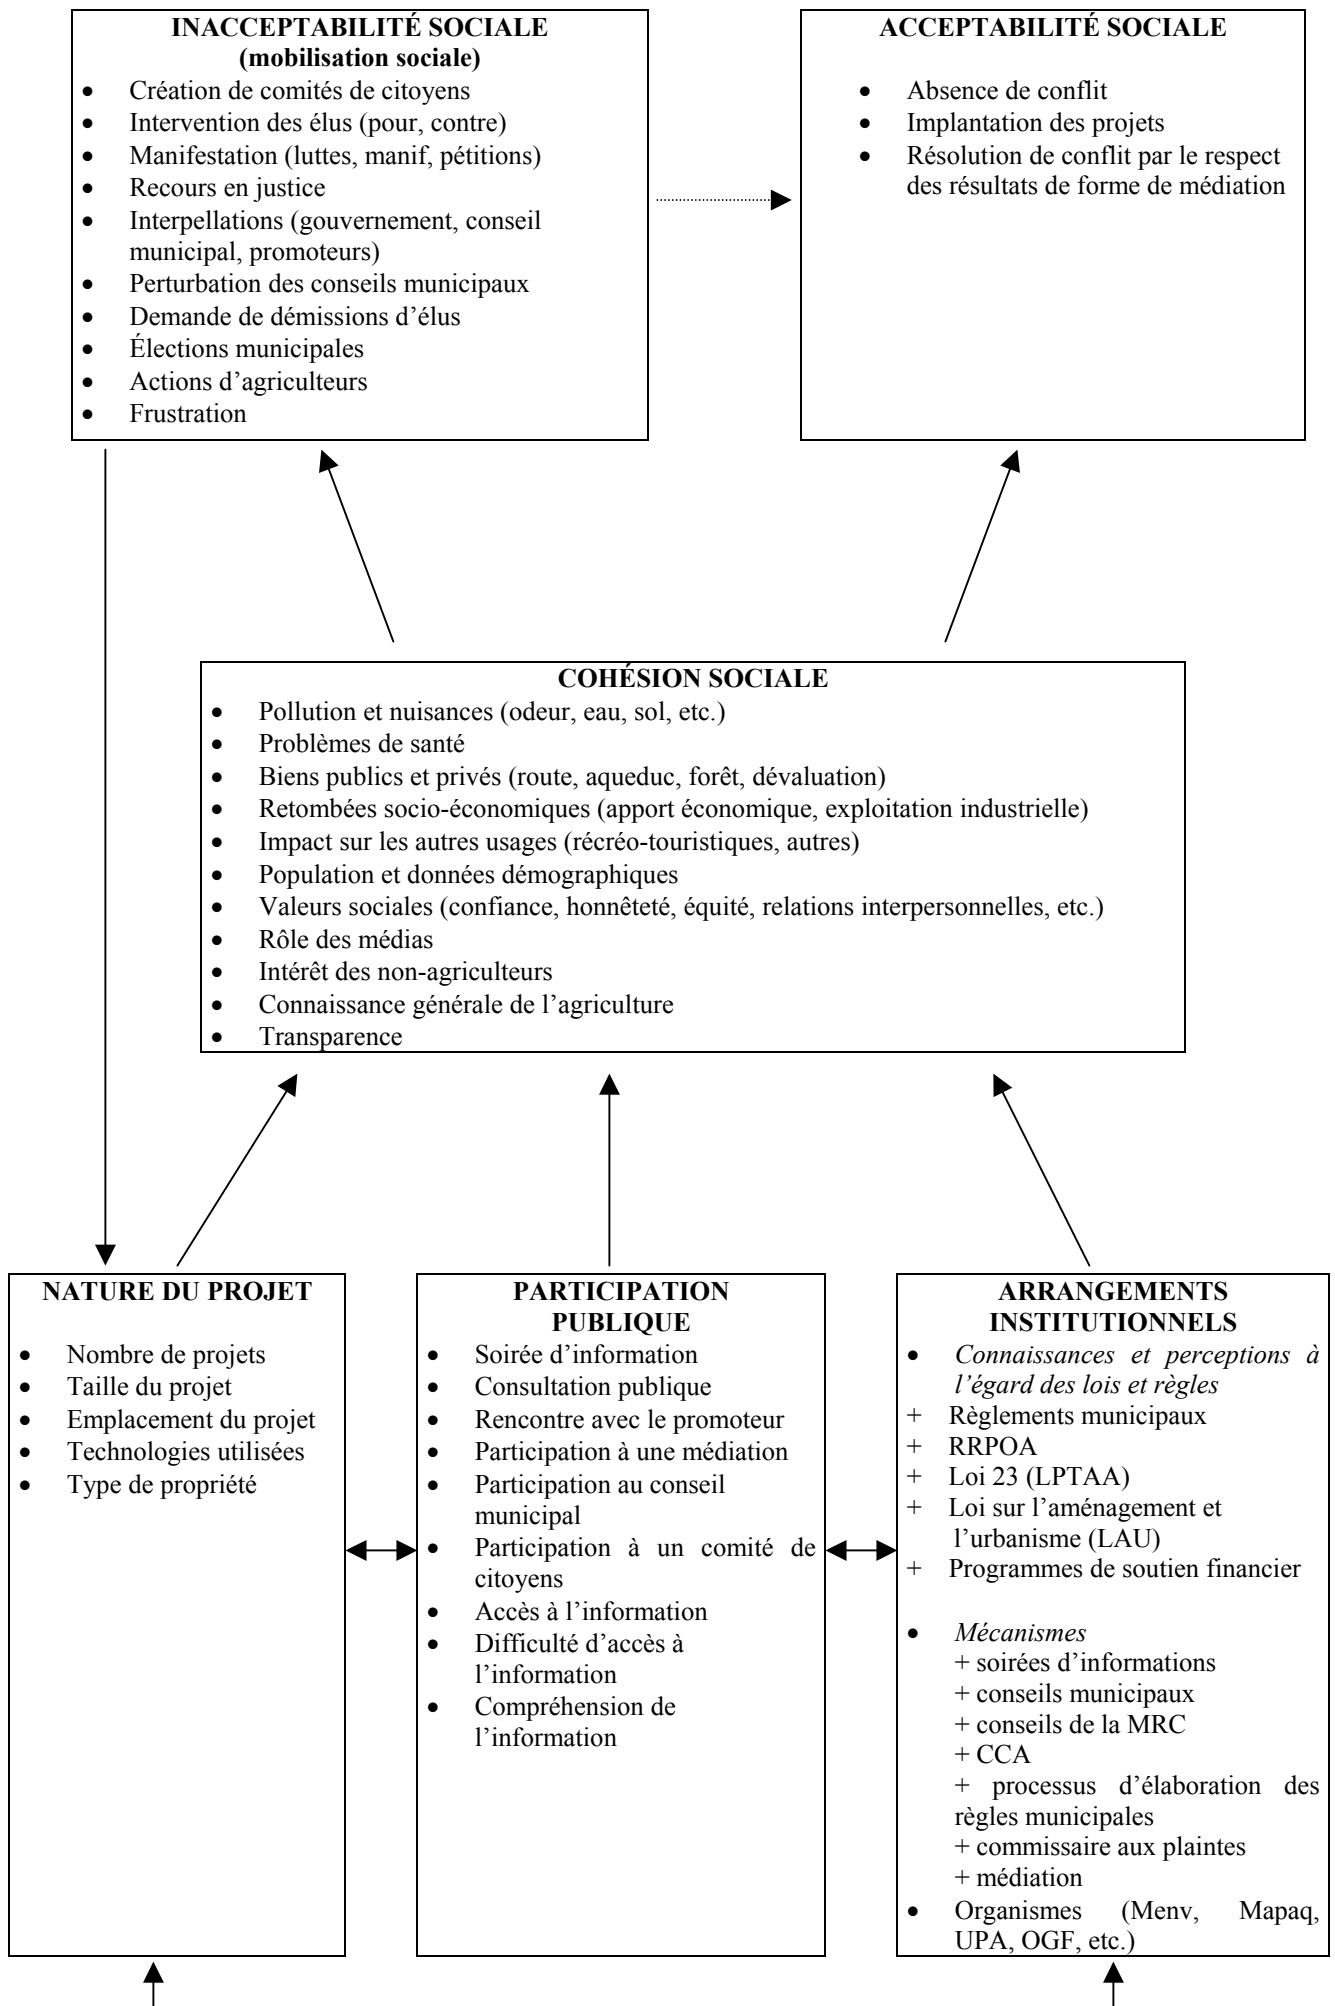 INACCEPTABILITÉ SOCIALE
(mobilisation sociale)
• Création de comités de citoyens
• Intervention des élus (pour, contre)
• Manifestation (luttes, manif, pétitions)
• Recours en justice
• Interpellations (gouvernement, conseil
municipal, promoteurs)
• Perturbation des conseils municipaux
• Demande de démissions d’élus
• Élections municipales
• Actions d’agriculteurs
• Frustration
ACCEPTABILITÉ SOCIALE
• Absence de conflit
• Implantation des projets
• Résolution de conflit par le respect
des résultats de forme de médiation
COHÉSION SOCIALE
• Pollution et nuisances (odeur, eau, sol, etc.)
• Problèmes de santé
• Biens publics et privés (route, aqueduc, forêt, dévaluation)
• Retombées socio-économiques (apport économique, exploitation industrielle)
• Impact sur les autres usages (récréo-touristiques, autres)
• Population et données démographiques
• Valeurs sociales (confiance, honnêteté, équité, relations interpersonnelles, etc.)
• Rôle des médias
• Intérêt des non-agriculteurs
• Connaissance générale de l’agriculture
• Transparence
NATURE DU PROJET
• Nombre de projets
• Taille du projet
• Emplacement du projet
• Technologies utilisées
• Type de propriété
PARTICIPATION
PUBLIQUE
• Soirée d’information
• Consultation publique
• Rencontre avec le promoteur
• Participation à une médiation
• Participation au conseil
municipal
• Participation à un comité de
citoyens
• Accès à l’information
• Difficulté d’accès à
l’information
• Compréhension de
l’information
ARRANGEMENTS
INSTITUTIONNELS
• Connaissances et perceptions à
l’égard des lois et règles
+ Règlements municipaux
+ RRPOA
+ Loi 23 (LPTAA)
+ Loi sur l’aménagement et
l’urbanisme (LAU)
+ Programmes de soutien financier
• Mécanismes
+ soirées d’informations
+ conseils municipaux
+ conseils de la MRC
+ CCA
+ processus d’élaboration des
règles municipales
+ commissaire aux plaintes
+ médiation
• Organismes (Menv, Mapaq,
UPA, OGF, etc.)